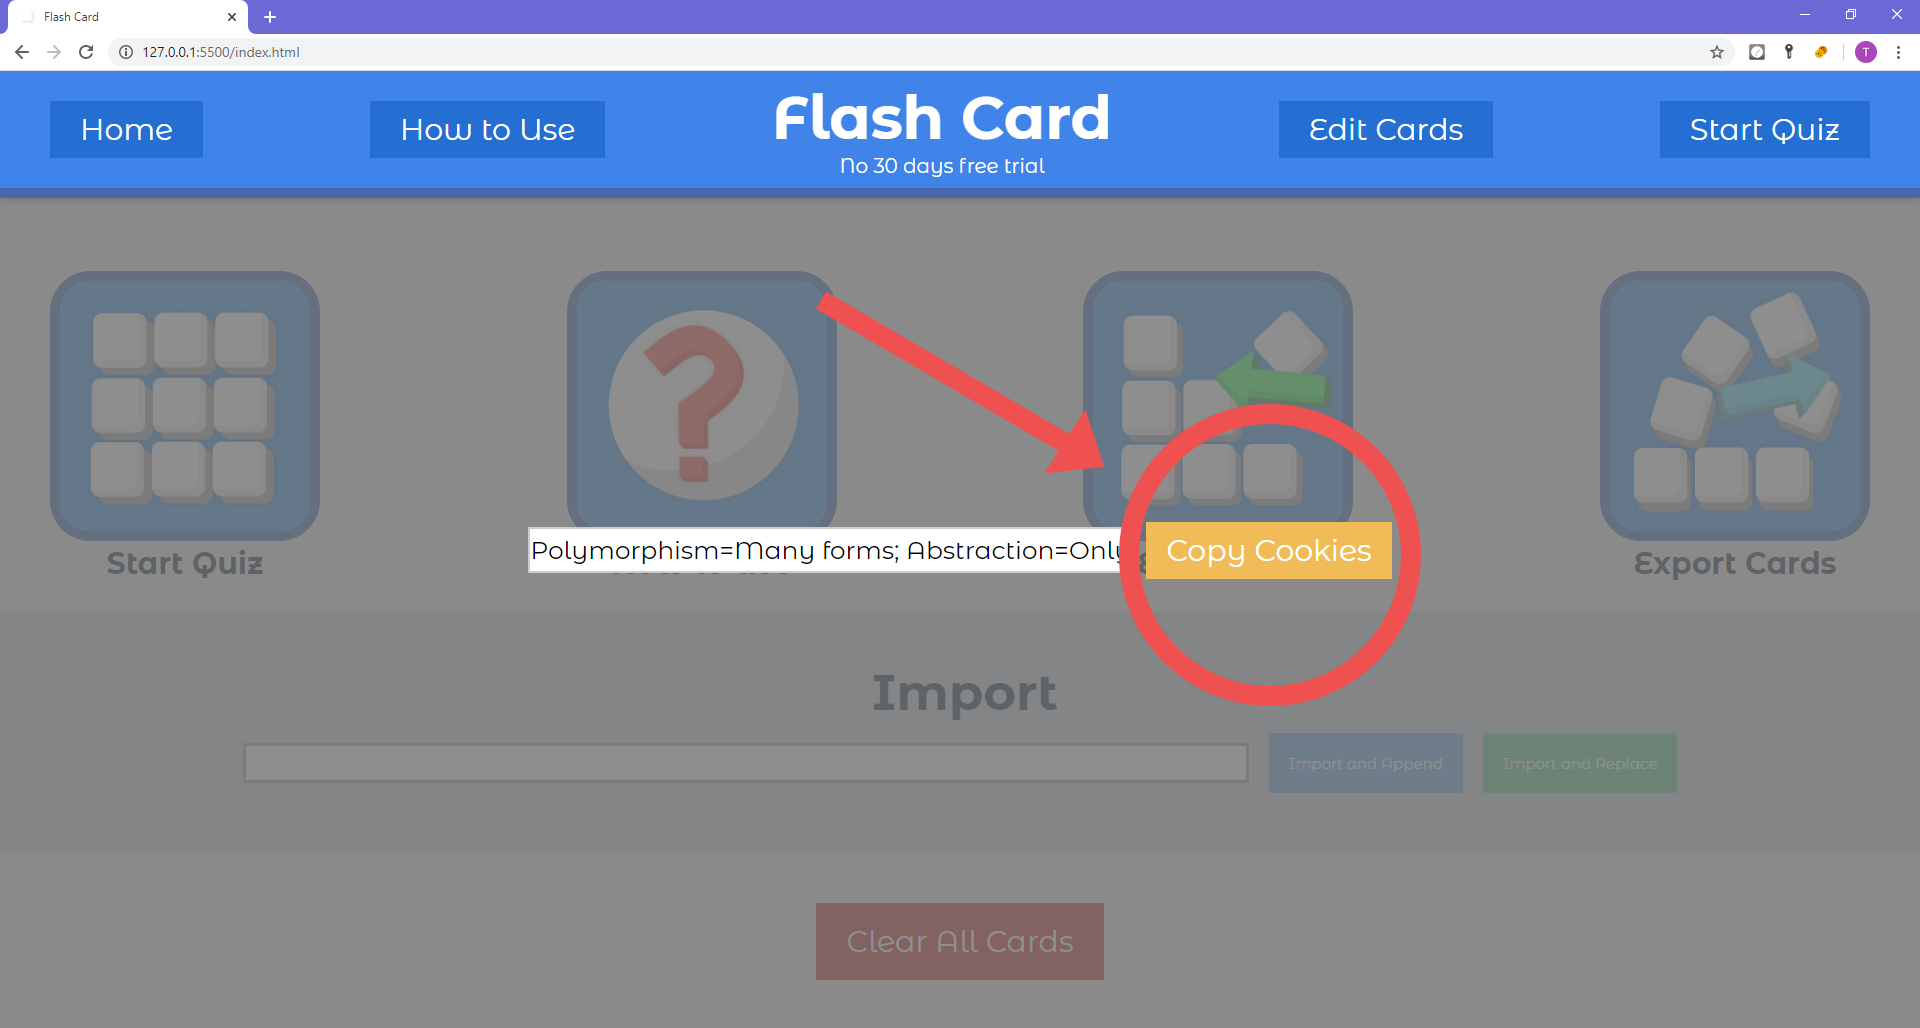 Flash Card
127.0.0.1:5500/index.html
T
Home
How to Use
Flash Card
No 30 days free trial
Edit Cards
Start Quiz
Polymorphism=Many forms; Abstraction=Only
Copy Cookies
Start Quiz
Export Cards
Import
Import and Append
Import and Replace
Clear All Cards